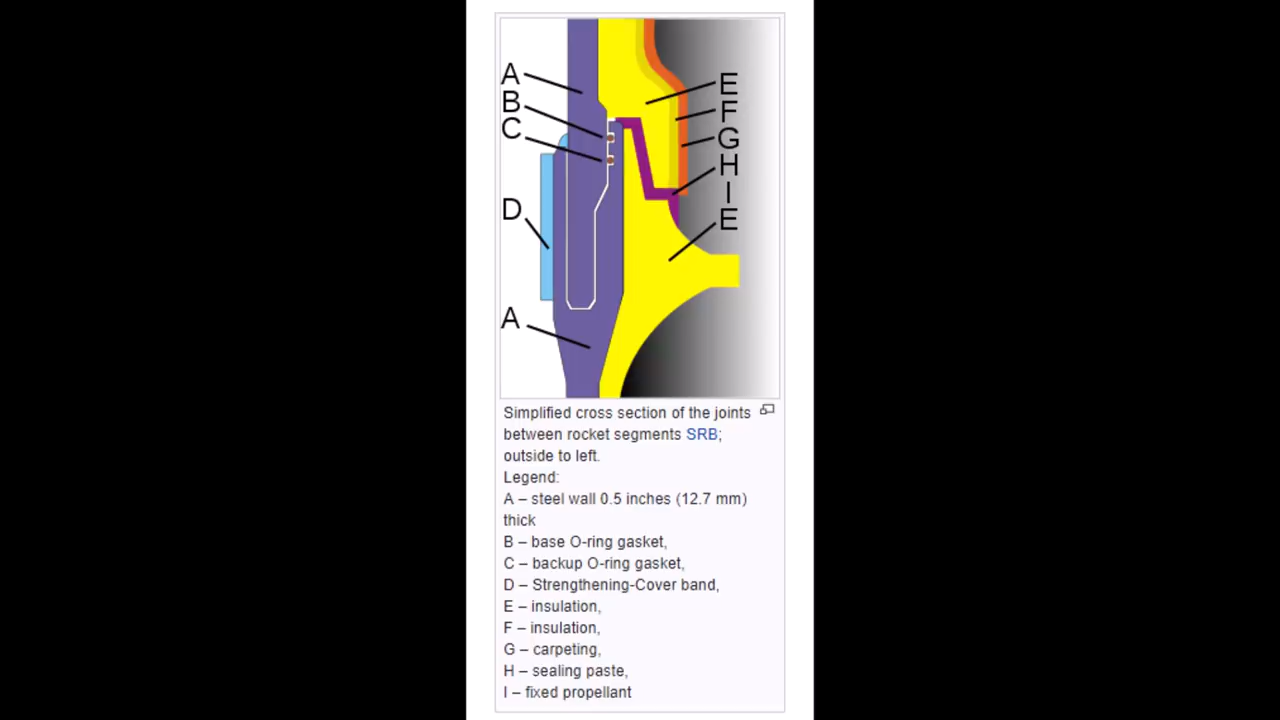 A
B
C
D
A
E
F
G
H
I
E
Simplified cross section of the joints
between rocket segments SRB;
outside to left.
Legend:
A – steel wall 0.5 inches (12.7 mm)
thick
B – base O-ring gasket,
C – backup O-ring gasket,
D – Strengthening-Cover band,
E – insulation,
F – insulation,
G – carpeting,
H – sealing paste,
I – fixed propellant